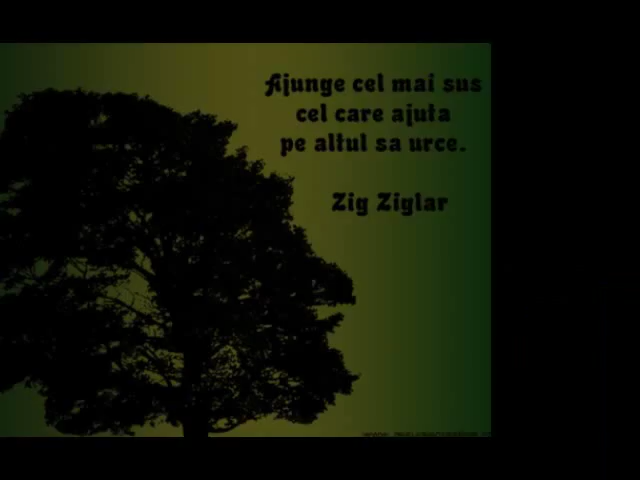 Ajunge cel mai sus
cel care ajuta
pe altul sa urce.
Zig Ziglar